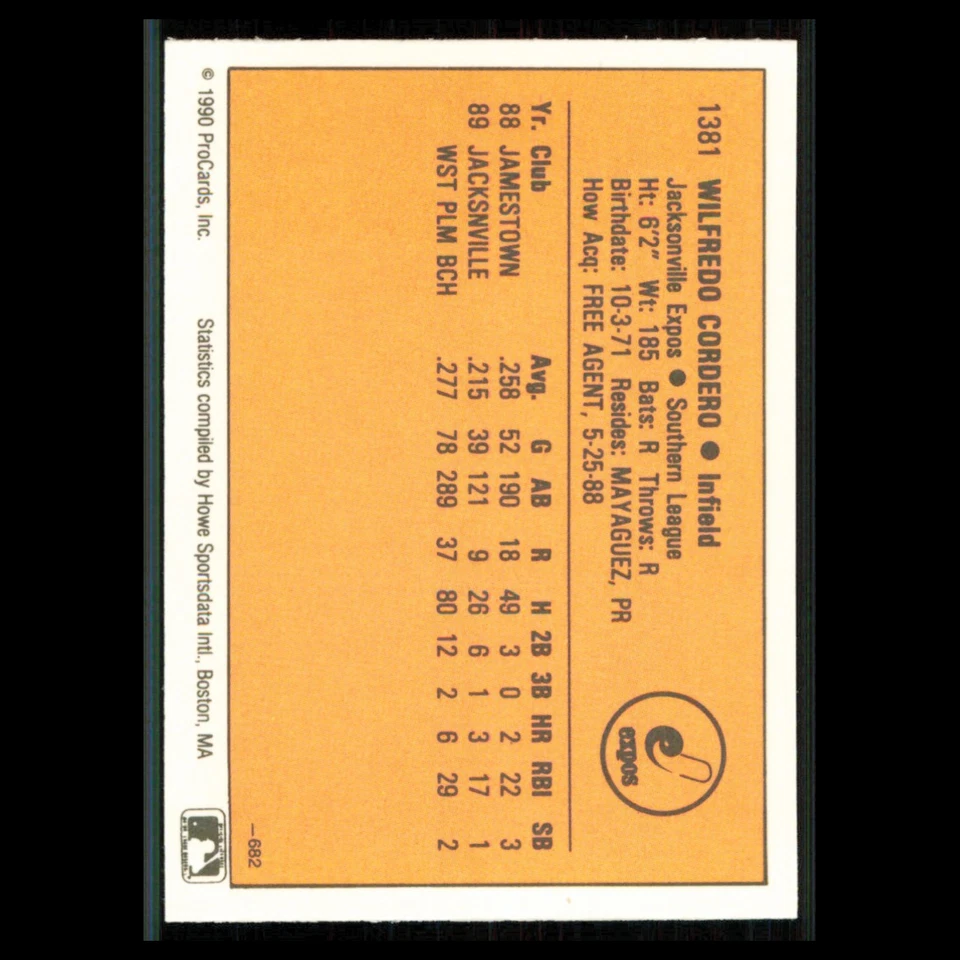 1381 WILFREDO CORDERO ● Infield
Jacksonville Expos ● Southern League
Ht: 6'2" Wt: 185 Bats: R Throws: R
Birthdate: 10-3-71 Resides: MAYAGUEZ, PR
How Acq: FREE AGENT, 5-25-88
expos
Yr. Club Avg. G AB R H 2B 3B HR RBI SB
88 JAMESTOWN .258 52 190 18 49 3 0 2 22 3
89 JACKSNVILLE .215 39 121 9 26 6 1 3 17 1
WST PLM BCH .277 78 289 37 80 12 2 6 29 2
—682
© 1990 ProCards, Inc. Statistics compiled by Howe Sportsdata Intl., Boston, MA